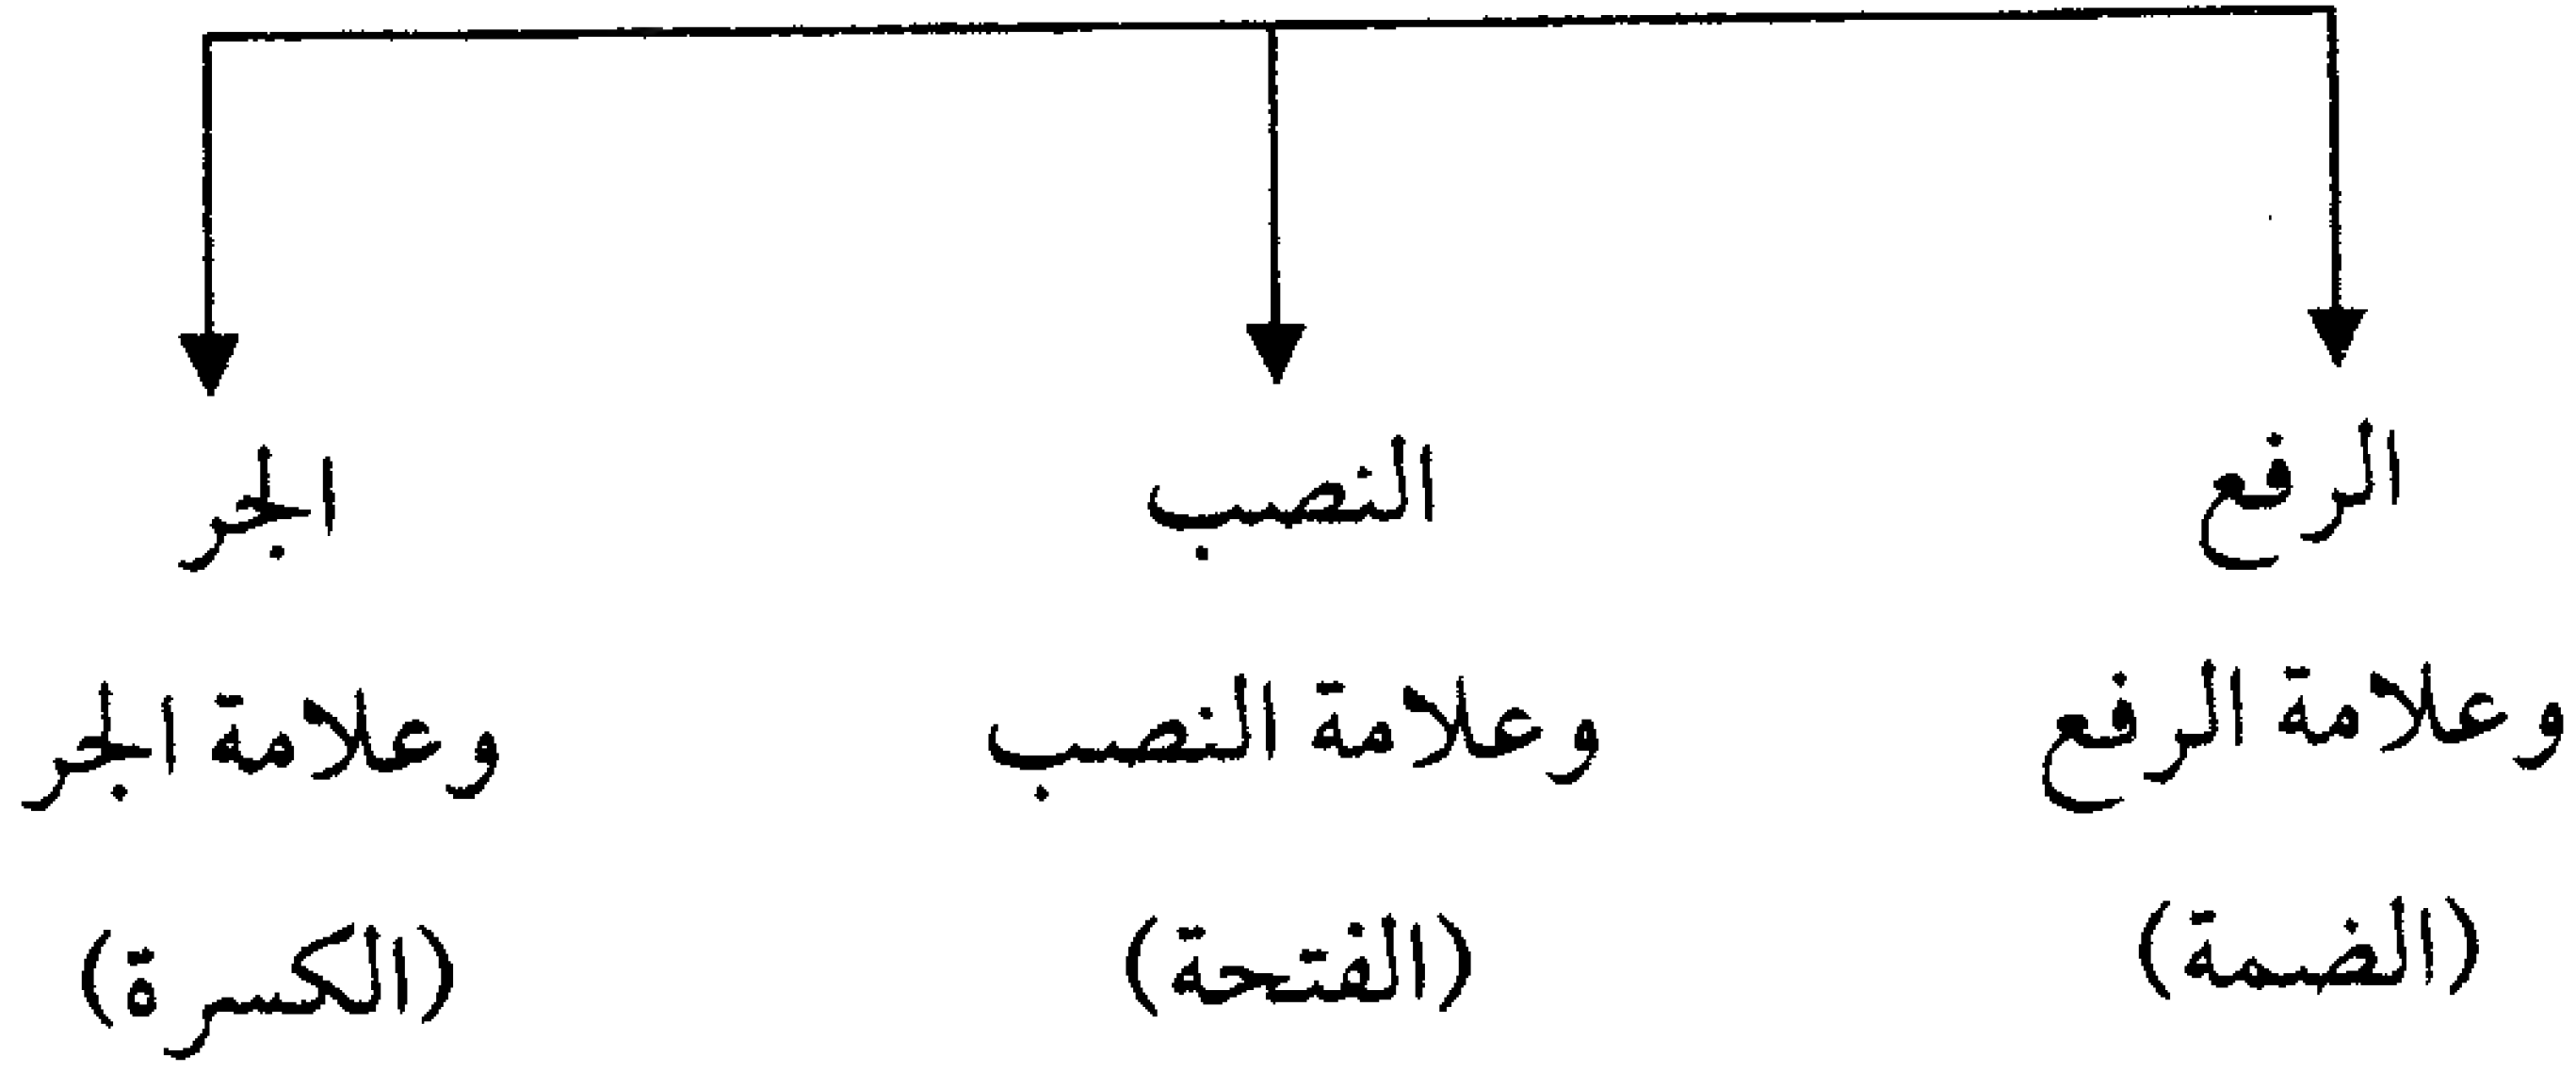 الرفع النصب الجر
وعلامة الرفع وعلامة النصب وعلامة الجر
(الضمة) (الفتحة) (الكسرة)